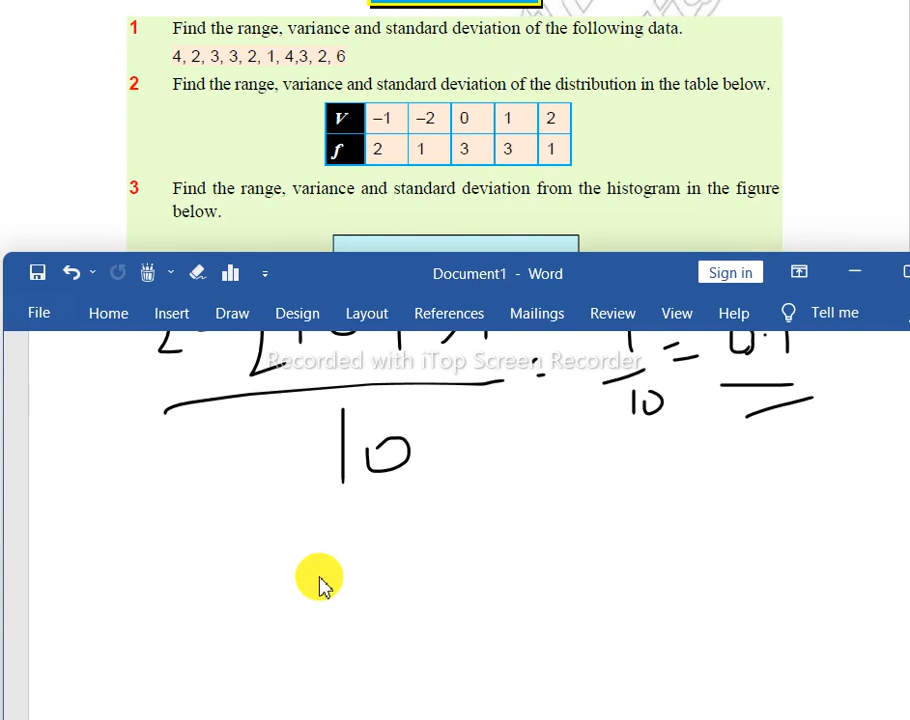 1 Find the range, variance and standard deviation of the following data.
4, 2, 3, 3, 2, 1, 4,3, 2, 6
2 Find the range, variance and standard deviation of the distribution in the table below.
V –1 –2 0 1 2
f 2 1 3 3 1
3 Find the range, variance and standard deviation from the histogram in the figure
below.
Document1 - Word
Sign in
File Home Insert Draw Design Layout References Mailings Review View Help Tell me
Recorded with iTop Screen Recorder
= 0.1
10
10